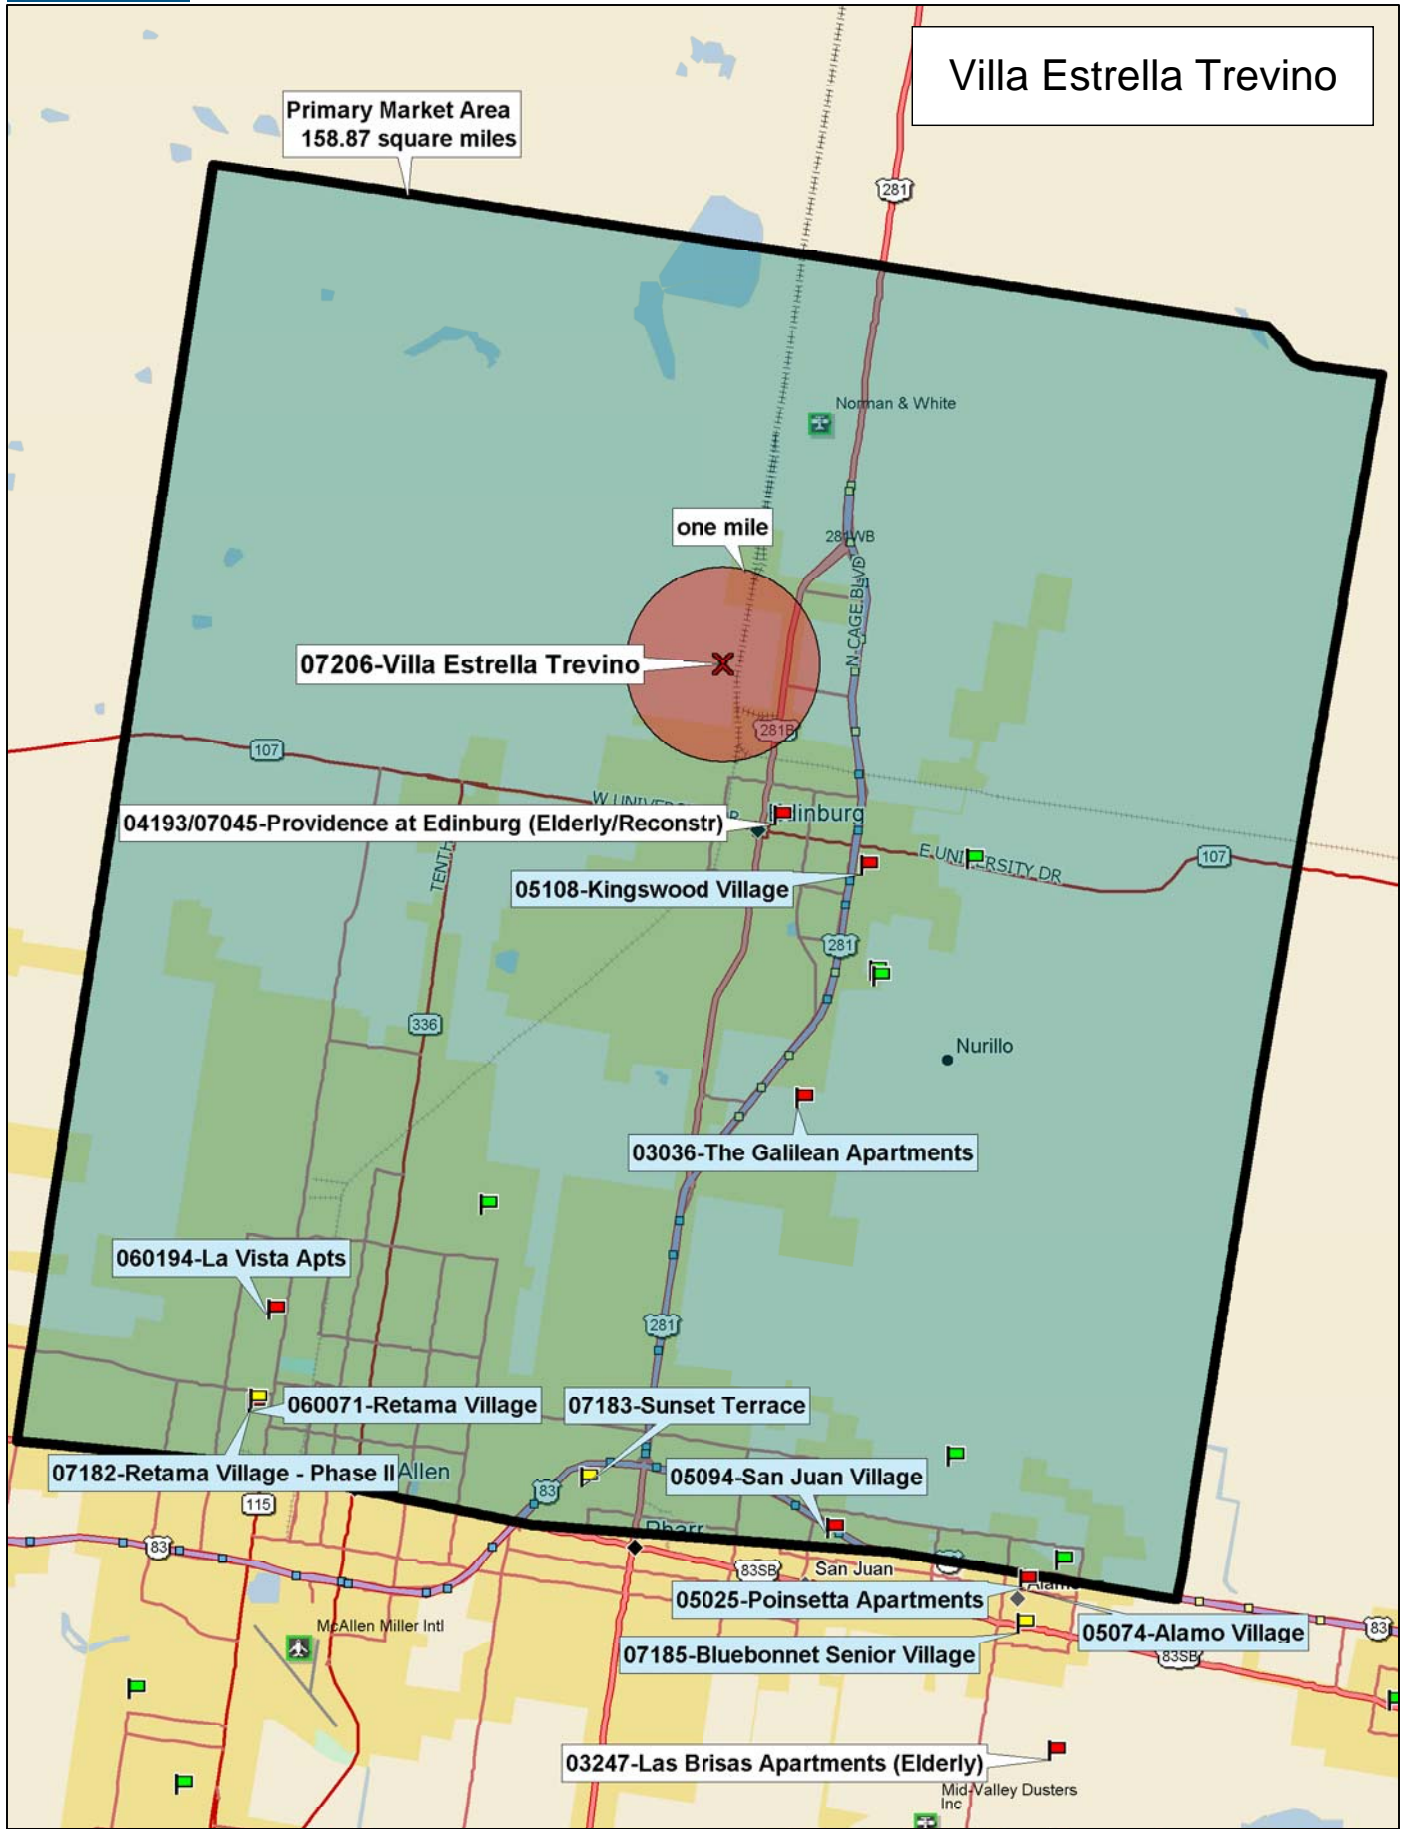 Villa Estrella Trevino
Primary Market Area
158.87 square miles
281
Norman & White
one mile
281WB
N CAGE BLVD
07206-Villa Estrella Trevino
281B
107
Edinburg
04193/07045-Providence at Edinburg (Elderly/Reconstr)
TENTH
E UNIVERSITY DR
107
05108-Kingswood Village
281
336
Nurillo
03036-The Galilean Apartments
060194-La Vista Apts
281
060071-Retama Village
07183-Sunset Terrace
07182-Retama Village - Phase II
Allen
83
05094-San Juan Village
115
Pharr
83
83SB
San Juan
05025-Poinsetta Apartments
Alamo
05074-Alamo Village
83
McAllen Miller Intl
07185-Bluebonnet Senior Village
83SB
03247-Las Brisas Apartments (Elderly)
Mid-Valley Dusters
Inc